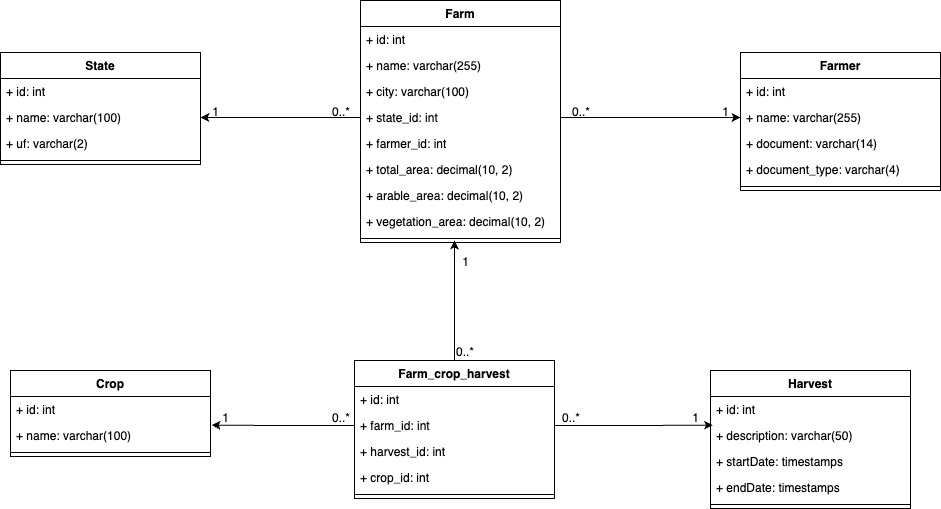 Farm
+ id: int
+ name: varchar(255)
+ city: varchar(100)
+ state_id: int
+ farmer_id: int
+ total_area: decimal(10, 2)
+ arable_area: decimal(10, 2)
+ vegetation_area: decimal(10, 2)
State
+ id: int
+ name: varchar(100)
+ uf: varchar(2)
1
0..*
Farmer
+ id: int
+ name: varchar(255)
+ document: varchar(14)
+ document_type: varchar(4)
0..*
1
1
0..*
Crop
+ id: int
+ name: varchar(100)
1
0..*
Farm_crop_harvest
+ id: int
+ farm_id: int
+ harvest_id: int
+ crop_id: int
0..*
1
Harvest
+ id: int
+ description: varchar(50)
+ startDate: timestamps
+ endDate: timestamps